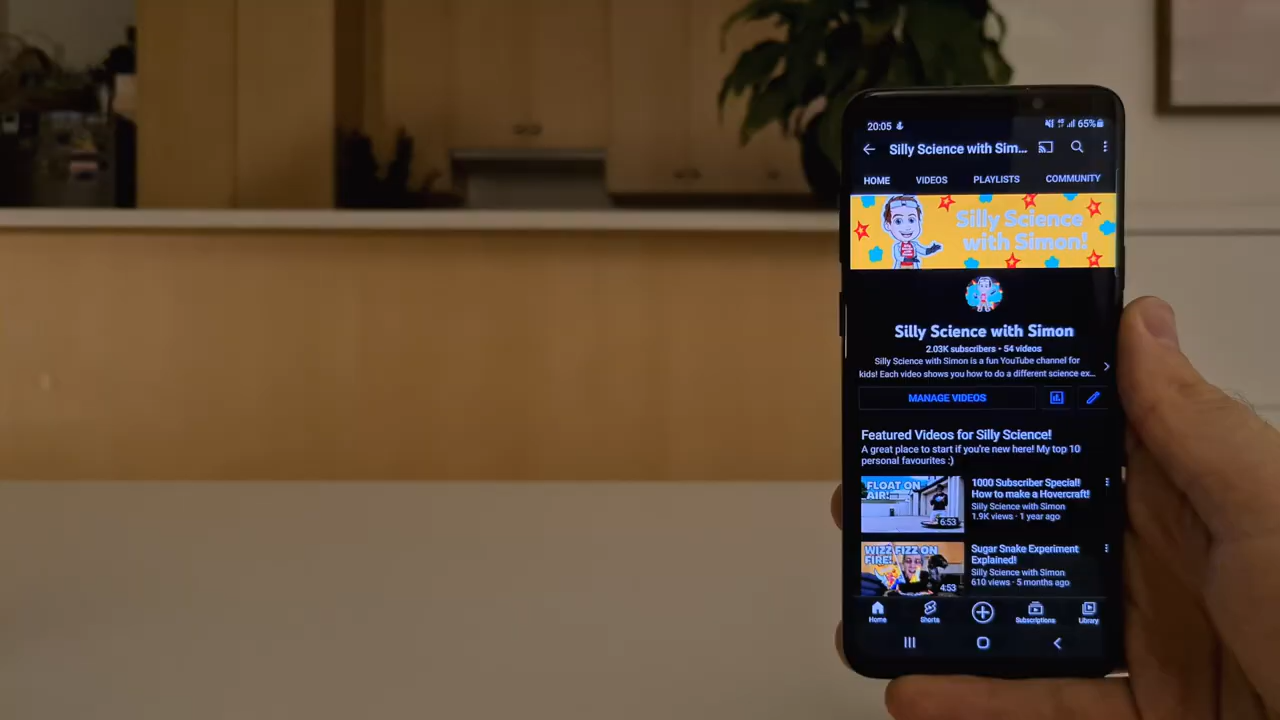 20:05
65%
Silly Science with Sim...
HOME VIDEOS PLAYLISTS COMMUNITY
Silly Science
with Simon!
Silly Science with Simon
2.03K subscribers • 54 videos
Silly Science with Simon is a fun YouTube channel for
kids! Each video shows you how to do a different science ex...
MANAGE VIDEOS
Featured Videos for Silly Science!
A great place to start if you're new here! My top 10
personal favourites :)
FLOAT ON
AIR!
6:53
1000 Subscriber Special!
How to make a Hovercraft!
Silly Science with Simon
1.9K views · 1 year ago
WIZZ FIZZ ON
FIRE!
4:53
Sugar Snake Experiment
Explained!
Silly Science with Simon
610 views · 5 months ago
Home Shorts Subscriptions Library